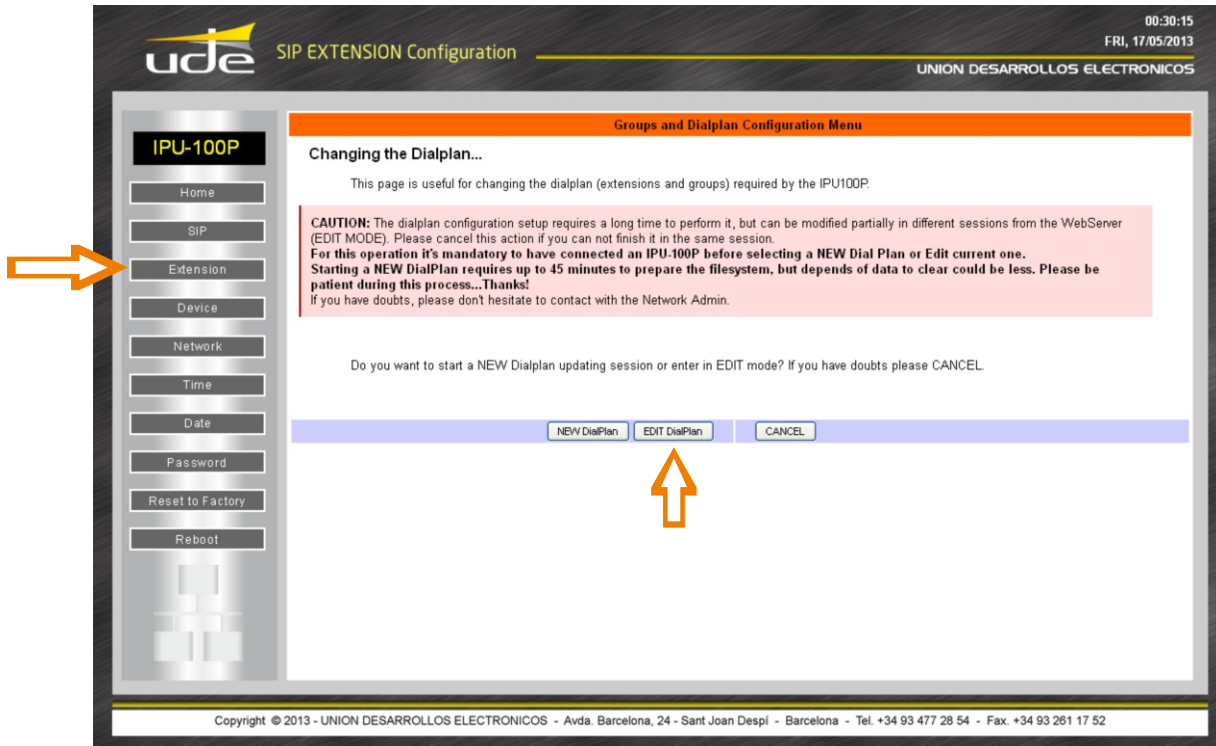 00:30:15
FRI, 17/05/2013
ude
SIP EXTENSION Configuration
UNION DESARROLLOS ELECTRONICOS
IPU-100P
Home
SIP
Extension
Device
Network
Time
Date
Password
Reset to Factory
Reboot
Groups and Dialplan Configuration Menu
Changing the Dialplan...
This page is useful for changing the dialplan (extensions and groups) required by the IPU100P.
CAUTION: The dialplan configuration setup requires a long time to perform it, but can be modified partially in different sessions from the WebServer
(EDIT MODE). Please cancel this action if you can not finish it in the same session.
For this operation it's mandatory to have connected an IPU-100P before selecting a NEW Dial Plan or Edit current one.
Starting a NEW DialPlan requires up to 45 minutes to prepare the filesystem, but depends of data to clear could be less. Please be
patient during this process...Thanks!
If you have doubts, please don't hesitate to contact with the Network Admin.
Do you want to start a NEW Dialplan updating session or enter in EDIT mode? If you have doubts please CANCEL.
NEW DialPlan EDIT DialPlan CANCEL
Copyright © 2013 - UNION DESARROLLOS ELECTRONICOS - Avda. Barcelona, 24 - Sant Joan Despí - Barcelona - Tel. +34 93 477 28 54 - Fax. +34 93 261 17 52